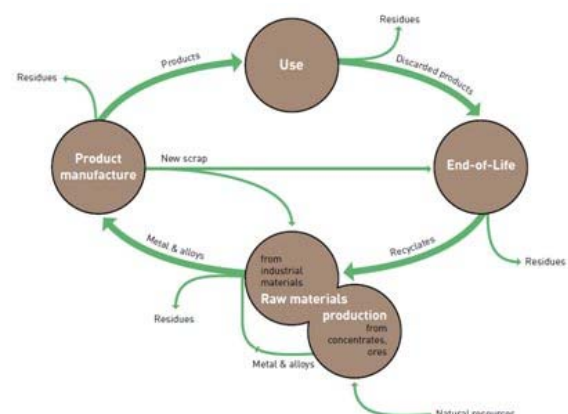 Residues
Use
Products
Discarded products
Residues
Product
manufacture
New scrap
End-of-Life
Metal & alloys
Recyclates
from
industrial
materials
Raw materials
production
from
concentrates,
ores
Residues
Residues
Metal & alloys
Natural resources